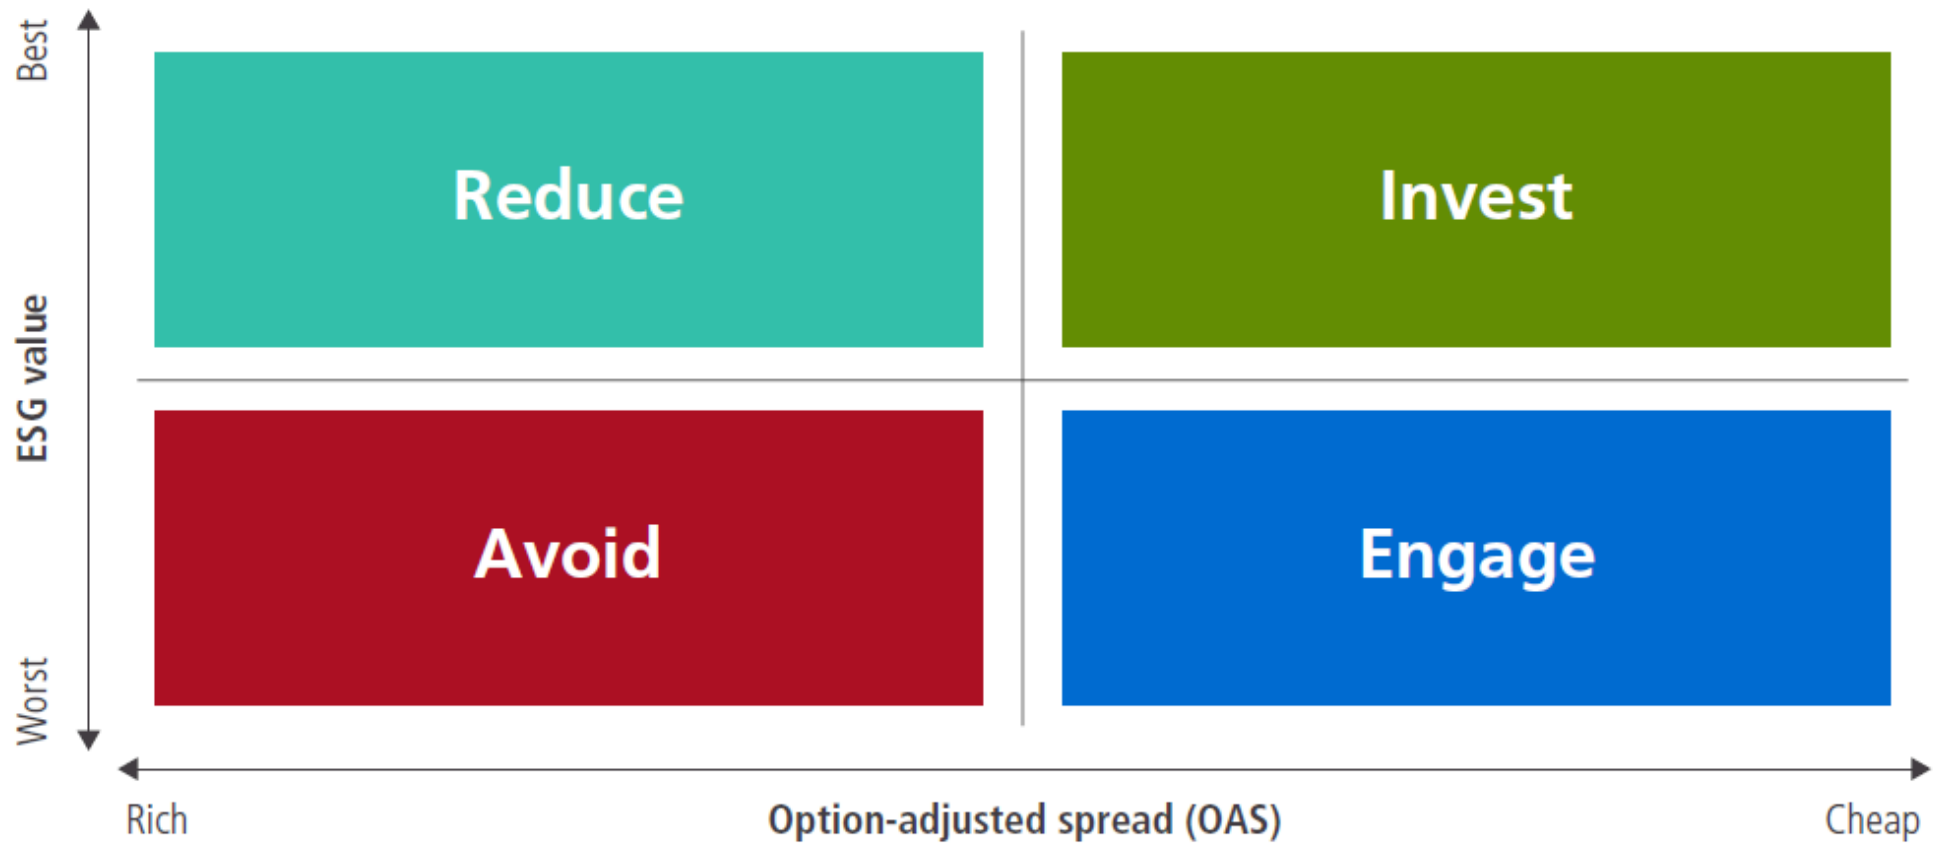 Best
Reduce
Invest
ESG value
Avoid
Engage
Worst
Rich
Option-adjusted spread (OAS)
Cheap